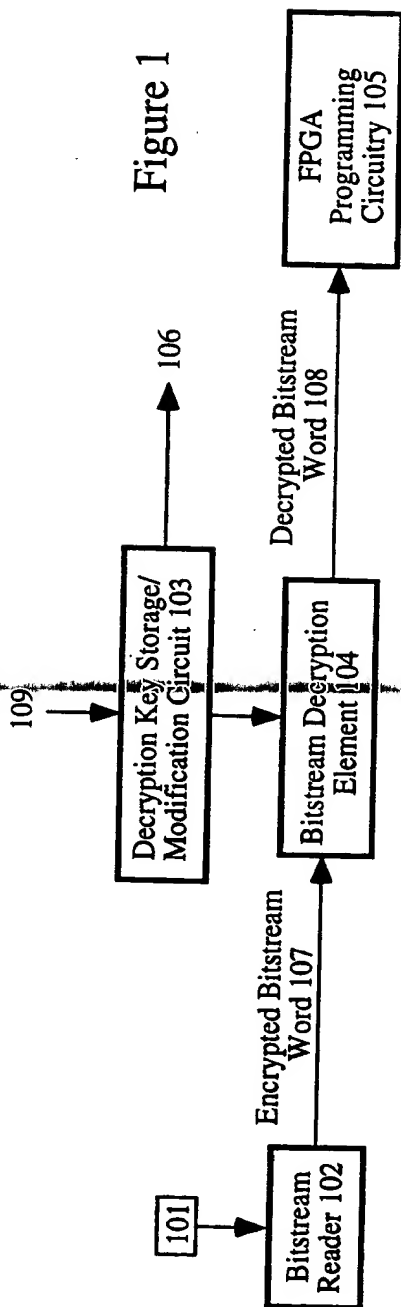 Figure 1
109
Decryption Key Storage/
Modification Circuit 103
106
101
Bitstream
Reader 102
Encrypted Bitstream
Word 107
Bitstream Decryption
Element 104
Decrypted Bitstream
Word 108
FPGA
Programming
Circuitry 105